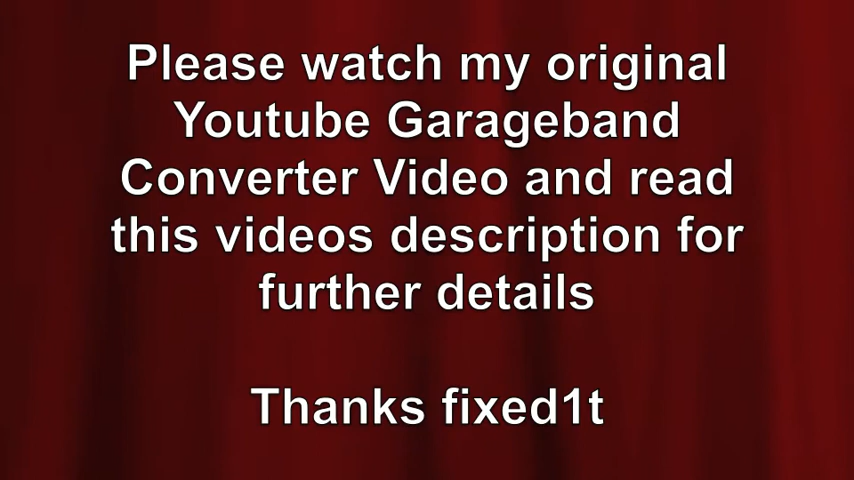 Please watch my original
Youtube Garageband
Converter Video and read
this videos description for
further details
Thanks fixed1t